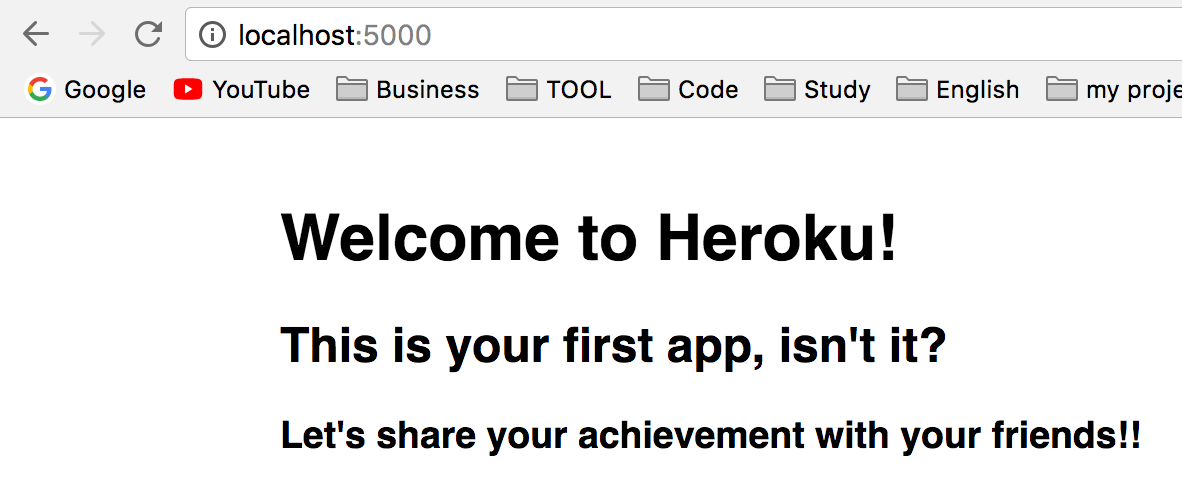 localhost:5000
Google YouTube Business TOOL Code Study English my proje
Welcome to Heroku!
This is your first app, isn't it?
Let's share your achievement with your friends!!